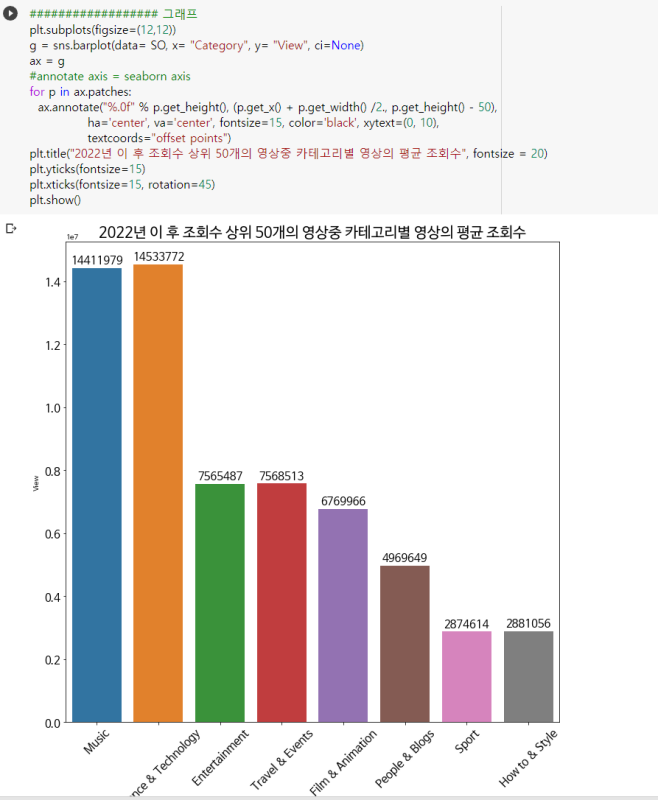 ################## 그래프
plt.subplots(figsize=(12,12))
g = sns.barplot(data= SO, x= "Category", y= "View", ci=None)
ax = g
#annotate axis = seaborn axis
for p in ax.patches:
ax.annotate("%.0f" % p.get_height(), (p.get_x() + p.get_width() /2., p.get_height() - 50),
ha='center', va='center', fontsize=15, color='black', xytext=(0, 10),
textcoords="offset points")
plt.title("2022년 이 후 조회수 상위 50개의 영상중 카테고리별 영상의 평균 조회수", fontsize = 20)
plt.yticks(fontsize=15)
plt.xticks(fontsize=15, rotation=45)
plt.show()
2022년 이 후 조회수 상위 50개의 영상중 카테고리별 영상의 평균 조회수
1e7
14411979 14533772
1.4
1.2
1.0
0.8
7565487 7568513
View
6769966
0.6
4969649
0.4
2874614 2881056
0.2
0.0
Music
nce & Technology
Entertainment
Travel & Events
Film & Animation
People & Blogs
Sport
How to & Style